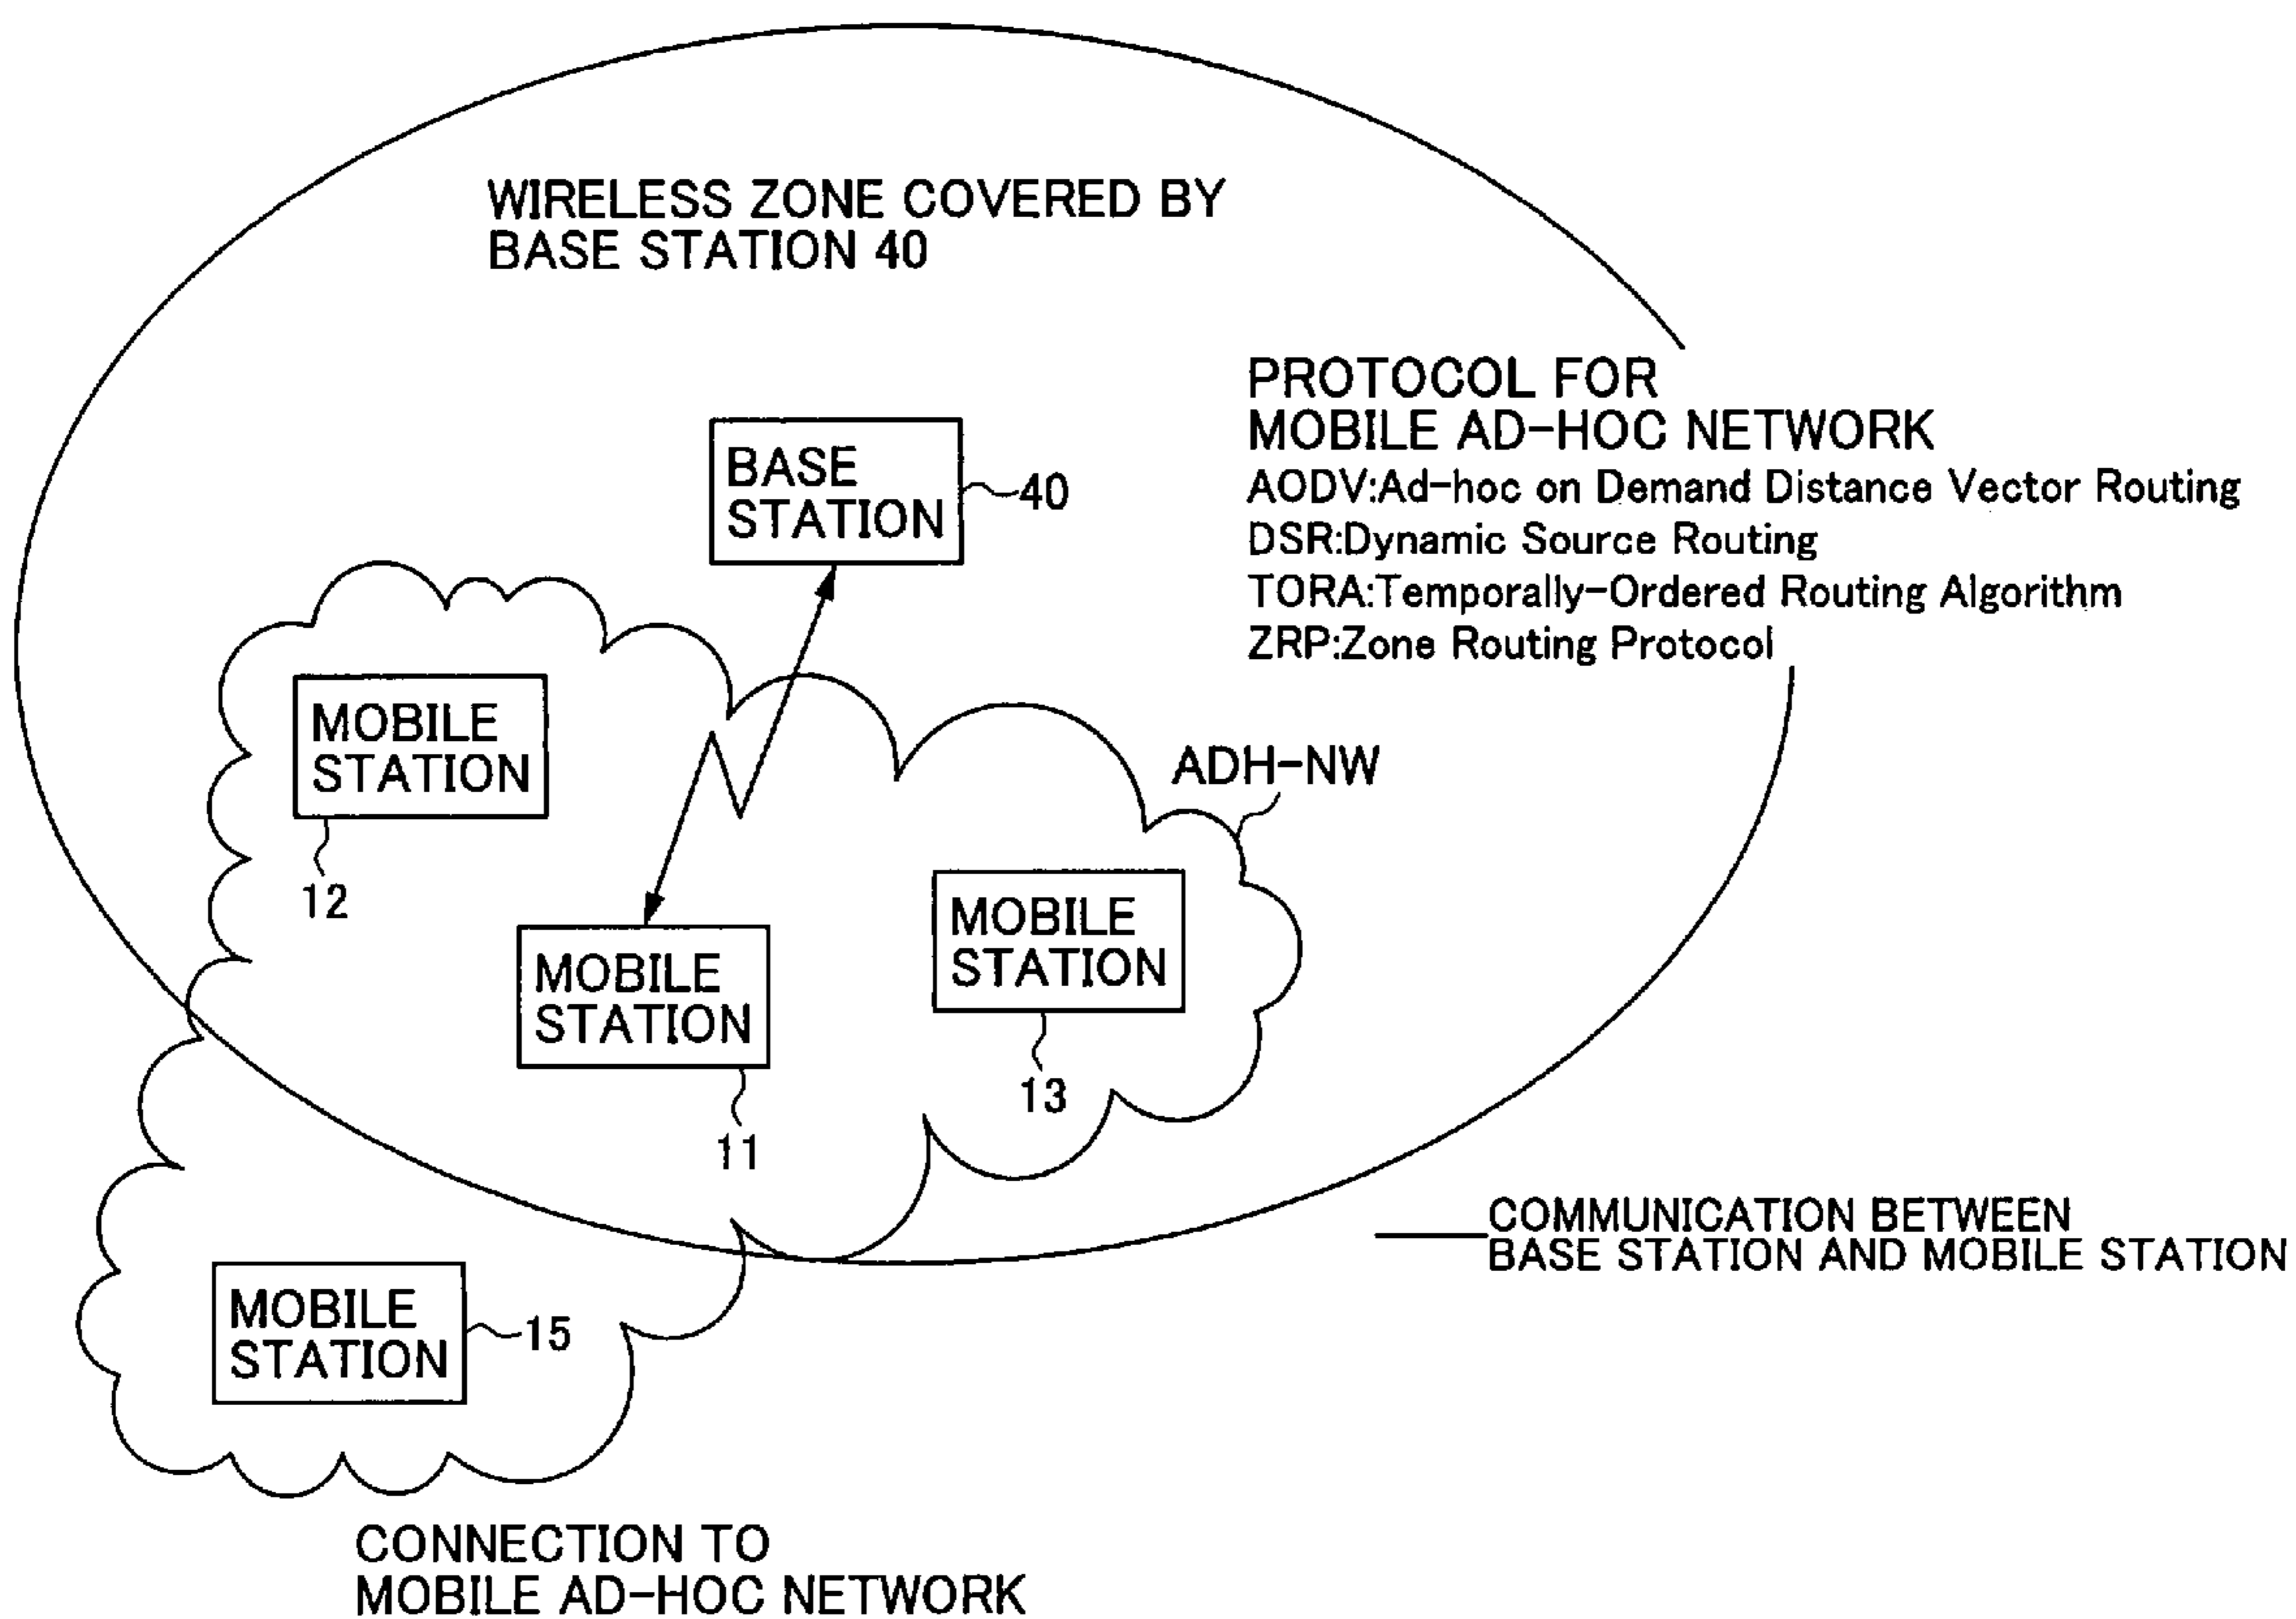 WIRELESS ZONE COVERED BY
BASE STATION 40
PROTOCOL FOR
MOBILE AD-HOC NETWORK
AODV:Ad-hoc on Demand Distance Vector Routing
DSR:Dynamic Source Routing
TORA:Temporally-Ordered Routing Algorithm
ZRP:Zone Routing Protocol
BASE
STATION
40
MOBILE
STATION
12
ADH-NW
MOBILE
STATION
13
MOBILE
STATION
11
COMMUNICATION BETWEEN
BASE STATION AND MOBILE STATION
MOBILE
STATION
15
CONNECTION TO
MOBILE AD-HOC NETWORK